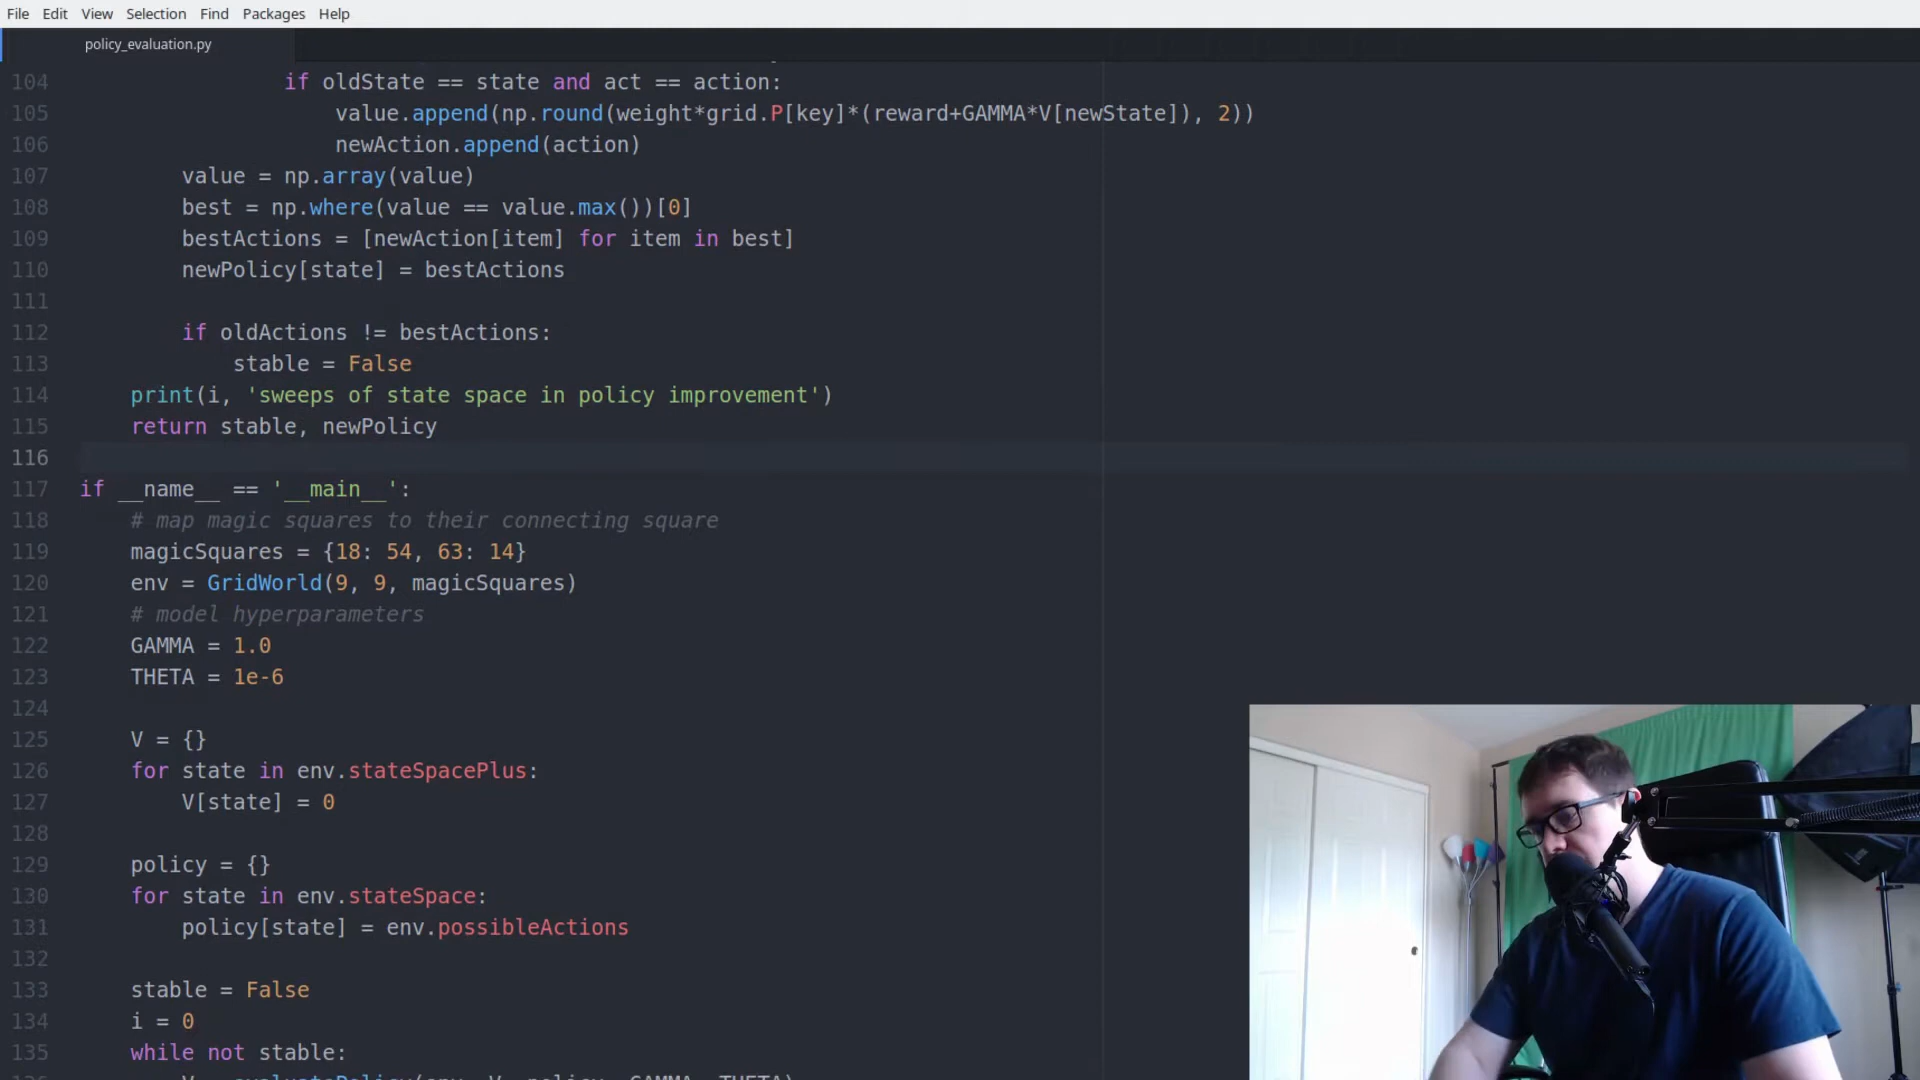 File Edit View Selection Find Packages Help
policy_evaluation.py
104 if oldState == state and act == action:
105 value.append(np.round(weight*grid.P[key]*(reward+GAMMA*V[newState]), 2))
106 newAction.append(action)
107 value = np.array(value)
108 best = np.where(value == value.max())[0]
109 bestActions = [newAction[item] for item in best]
110 newPolicy[state] = bestActions
111
112 if oldActions != bestActions:
113 stable = False
114 print(i, 'sweeps of state space in policy improvement')
115 return stable, newPolicy
116
117 if __name__ == '__main__':
118 # map magic squares to their connecting square
119 magicSquares = {18: 54, 63: 14}
120 env = GridWorld(9, 9, magicSquares)
121 # model hyperparameters
122 GAMMA = 1.0
123 THETA = 1e-6
124
125 V = {}
126 for state in env.stateSpacePlus:
127 V[state] = 0
128
129 policy = {}
130 for state in env.stateSpace:
131 policy[state] = env.possibleActions
132
133 stable = False
134 i = 0
135 while not stable: